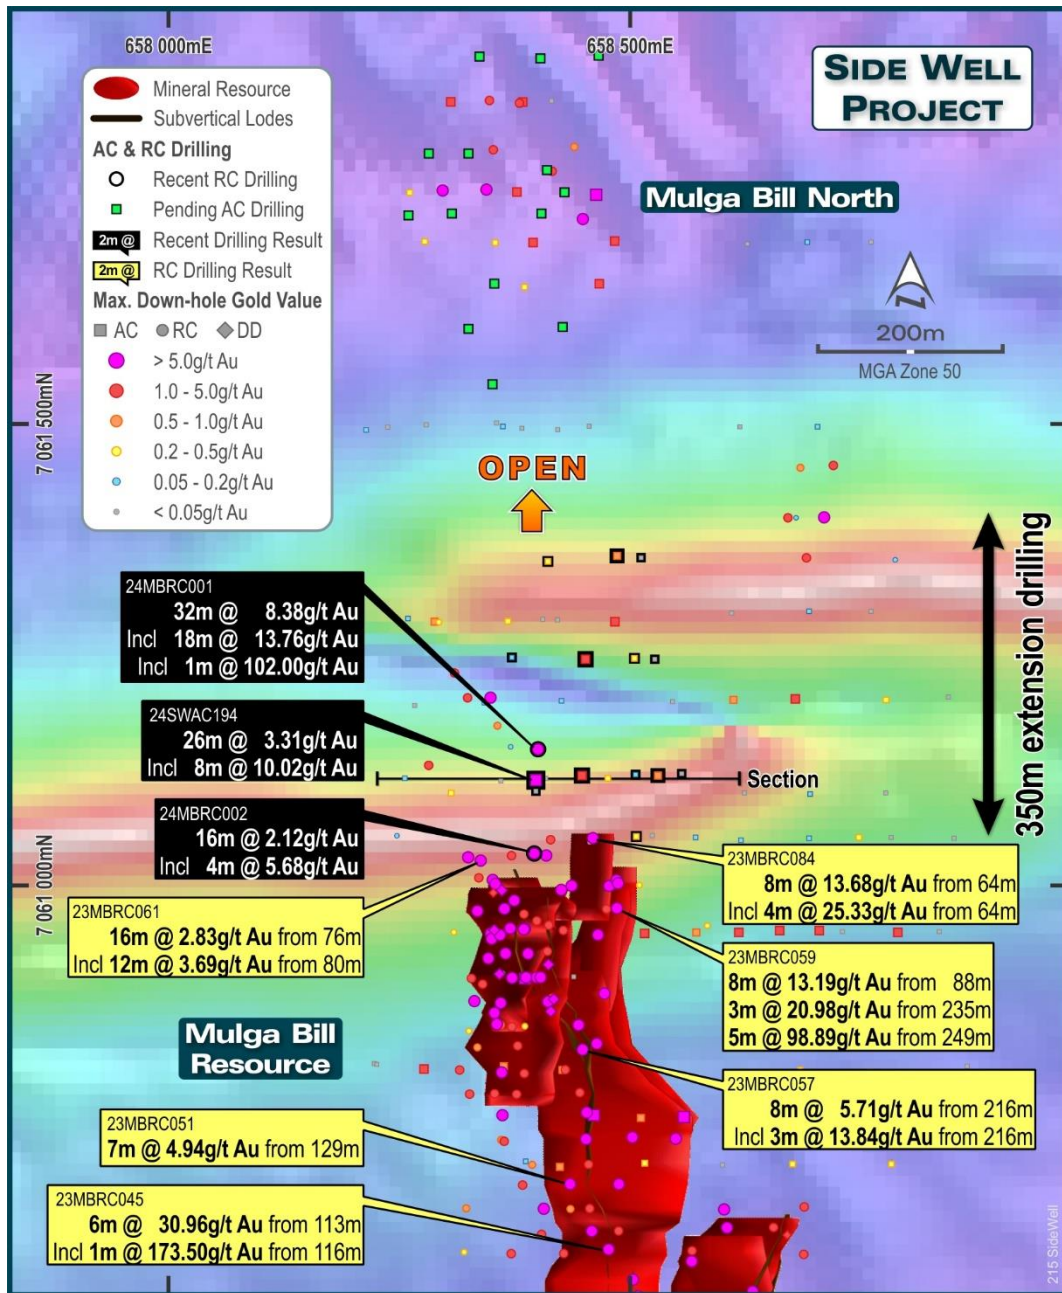 658 000mE
658 500mE
SIDE WELL
PROJECT
Mineral Resource
Subvertical Lodes
AC & RC Drilling
Recent RC Drilling
Pending AC Drilling
2m @ Recent Drilling Result
2m @ RC Drilling Result
Max. Down-hole Gold Value
AC RC DD
> 5.0g/t Au
1.0 - 5.0g/t Au
0.5 - 1.0g/t Au
0.2 - 0.5g/t Au
0.05 - 0.2g/t Au
< 0.05g/t Au
Mulga Bill North
N
200m
MGA Zone 50
7 061 500mN
OPEN
350m extension drilling
24MBRC001
32m @ 8.38g/t Au
Incl 18m @ 13.76g/t Au
Incl 1m @ 102.00g/t Au
24SWAC194
26m @ 3.31g/t Au
Incl 8m @ 10.02g/t Au
Section
24MBRC002
16m @ 2.12g/t Au
Incl 4m @ 5.68g/t Au
7 061 000mN
23MBRC084
8m @ 13.68g/t Au from 64m
Incl 4m @ 25.33g/t Au from 64m
23MBRC061
16m @ 2.83g/t Au from 76m
Incl 12m @ 3.69g/t Au from 80m
23MBRC059
8m @ 13.19g/t Au from 88m
3m @ 20.98g/t Au from 235m
5m @ 98.89g/t Au from 249m
Mulga Bill
Resource
23MBRC057
8m @ 5.71g/t Au from 216m
Incl 3m @ 13.84g/t Au from 216m
23MBRC051
7m @ 4.94g/t Au from 129m
23MBRC045
6m @ 30.96g/t Au from 113m
Incl 1m @ 173.50g/t Au from 116m
215 SideWell